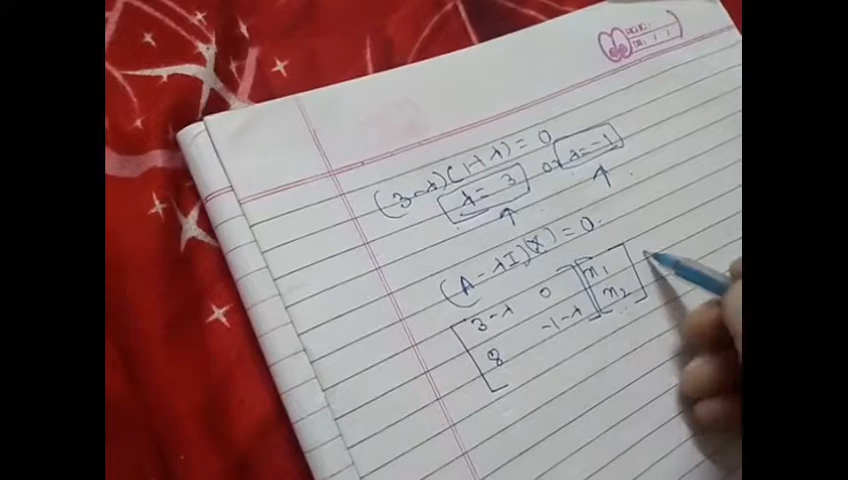 (3-λ)(-1-λ) = 0
λ = 3 or λ = -1
(A - λI)(X) = 0
[3-λ 0] [x1]
[8 -1-λ] [x2]